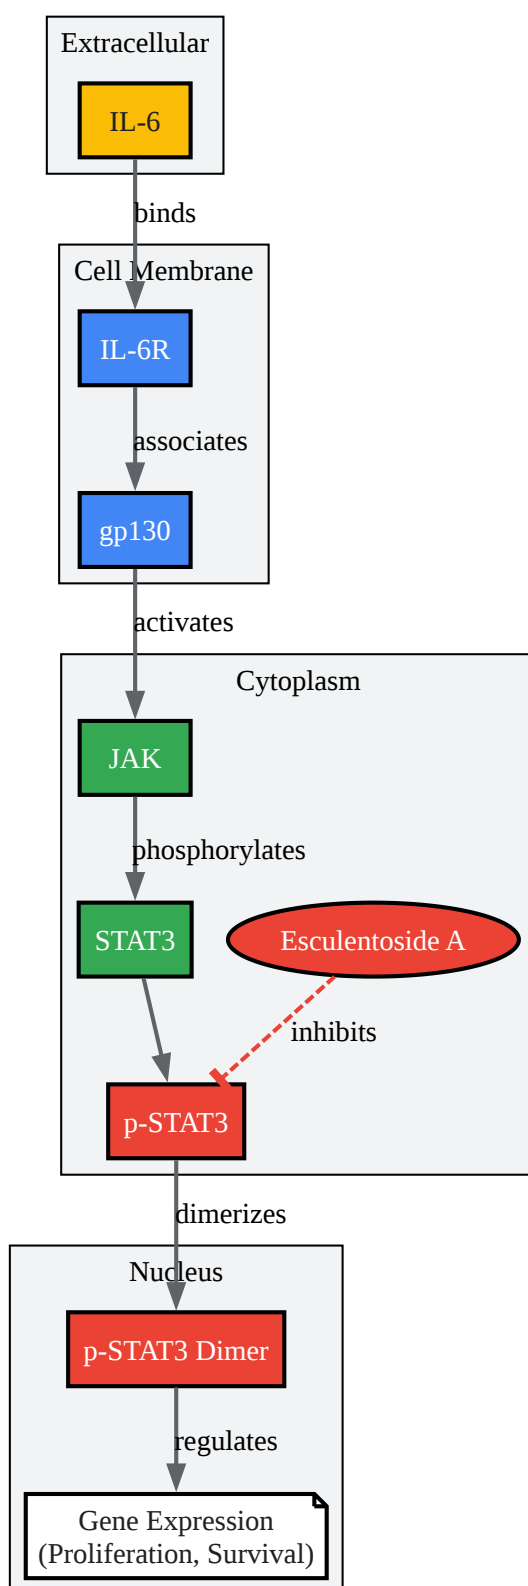 Extracellular
IL-6
binds
Cell Membrane
IL-6R
associates
gp130
activates
Cytoplasm
JAK
phosphorylates
STAT3
Esculentoside A
inhibits
p-STAT3
dimerizes
Nucleus
p-STAT3 Dimer
regulates
Gene Expression
(Proliferation, Survival)